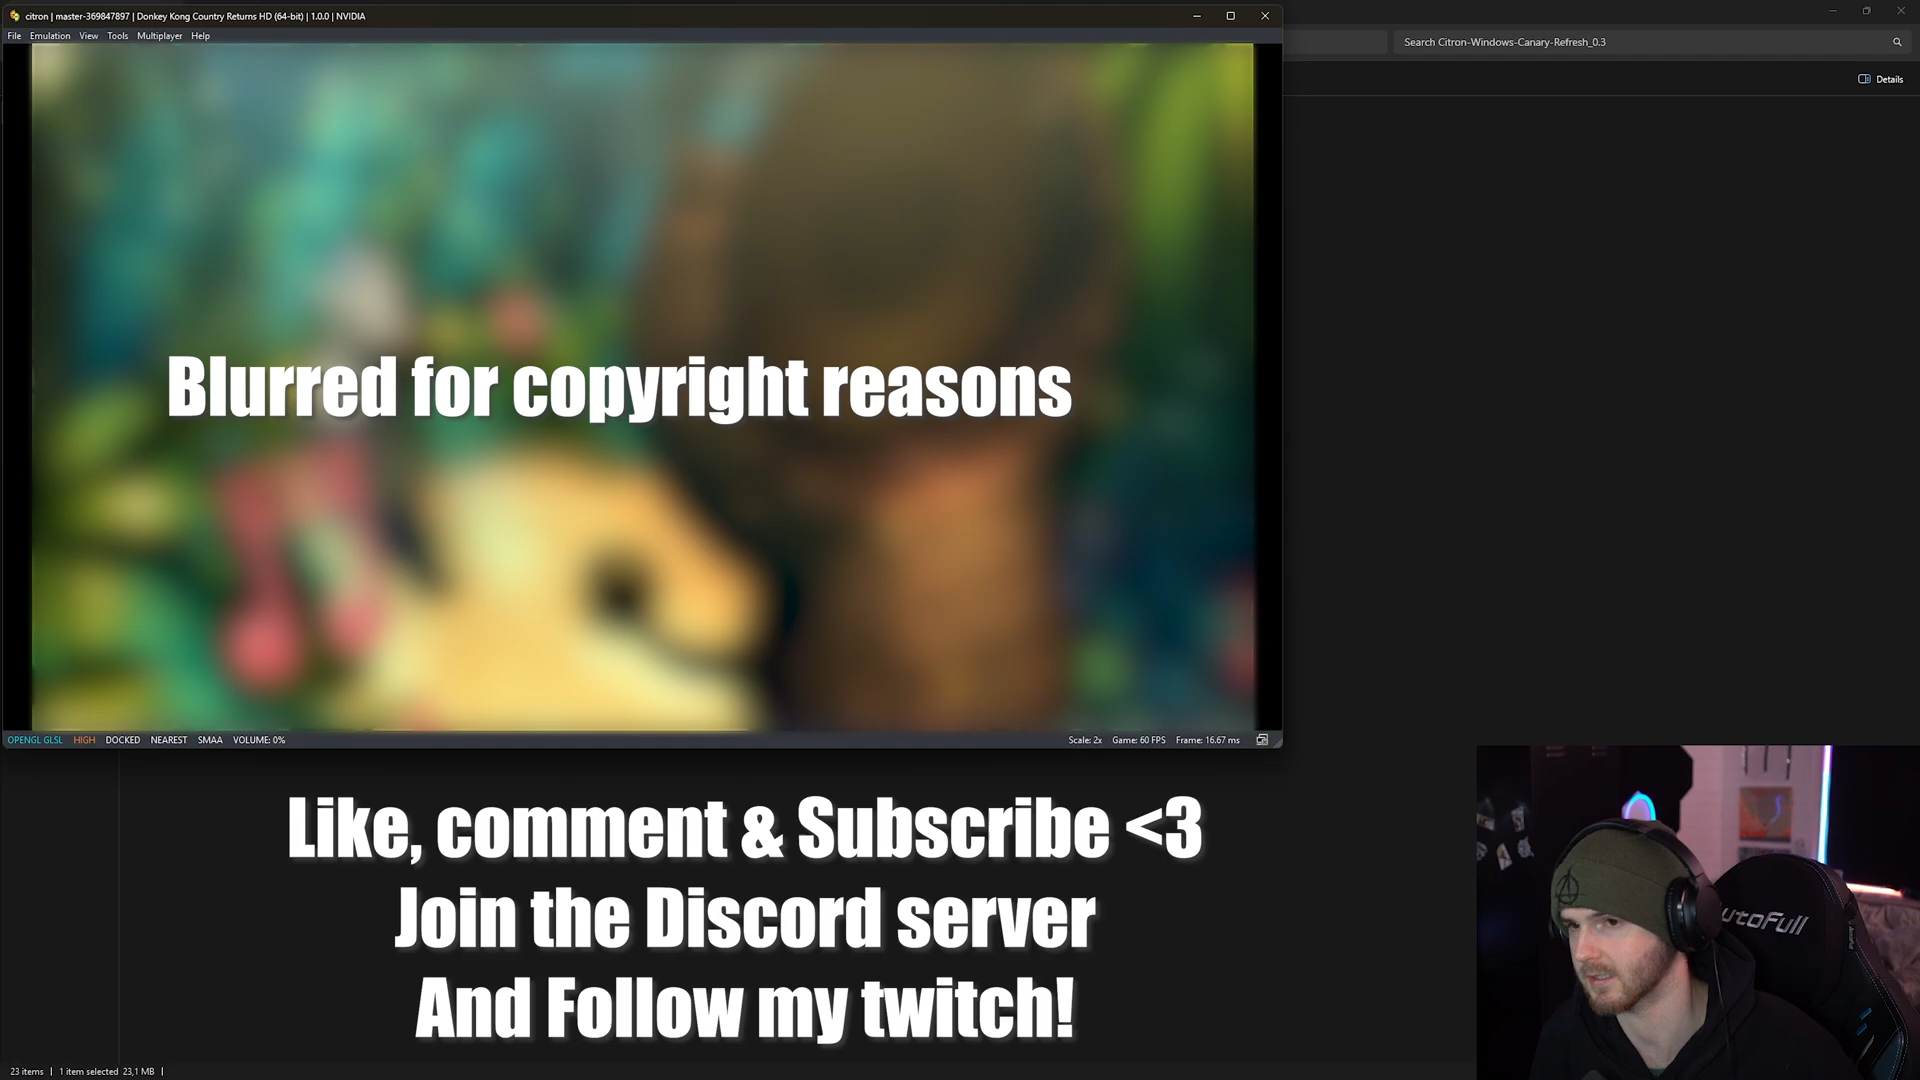 citron | master-369847897 | Donkey Kong Country Returns HD (64-bit) | 1.0.0 | NVIDIA
File Emulation View Tools Multiplayer Help
Search Citron-Windows-Canary-Refresh_0.3
Details
Blurred for copyright reasons
OPENGL GLSL HIGH DOCKED NEAREST SMAA VOLUME: 0% Scale: 2x Game: 60 FPS Frame: 16.67 ms
Like, comment & Subscribe <3
Join the Discord server
And Follow my twitch!
utoFull
23 items | 1 item selected 23,1 MB |